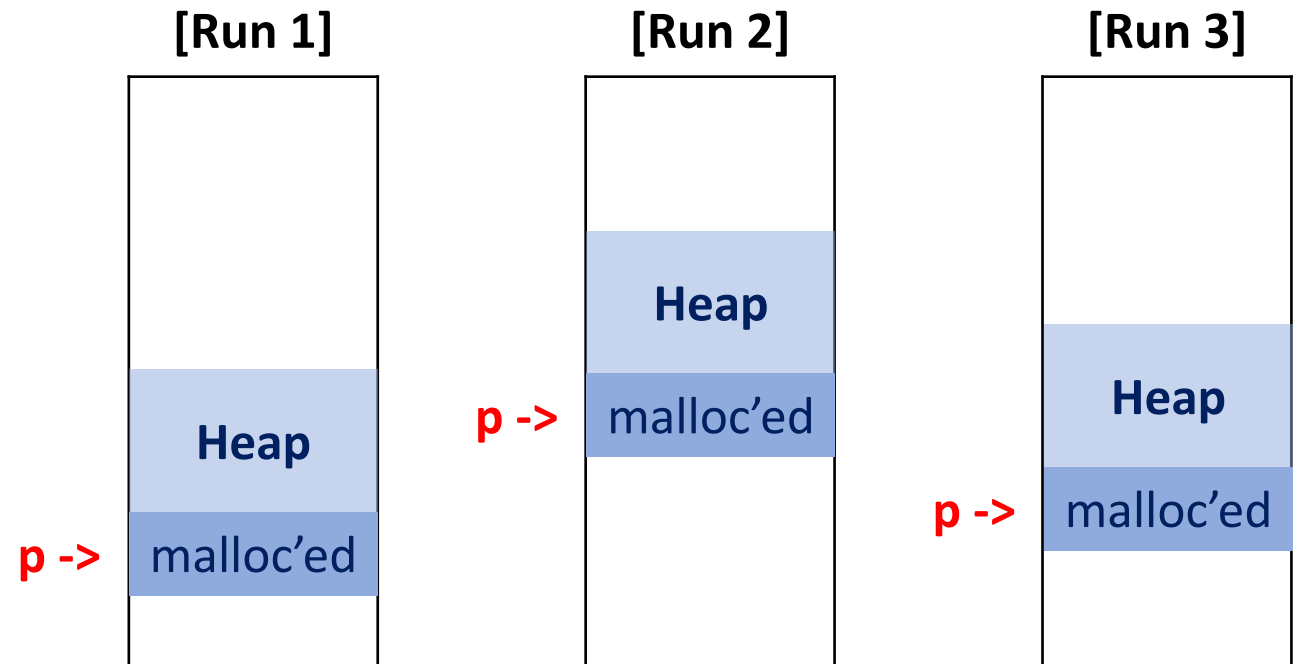 [Run 1]
Heap
p -> malloc’ed
[Run 2]
Heap
p -> malloc’ed
[Run 3]
Heap
p -> malloc’ed